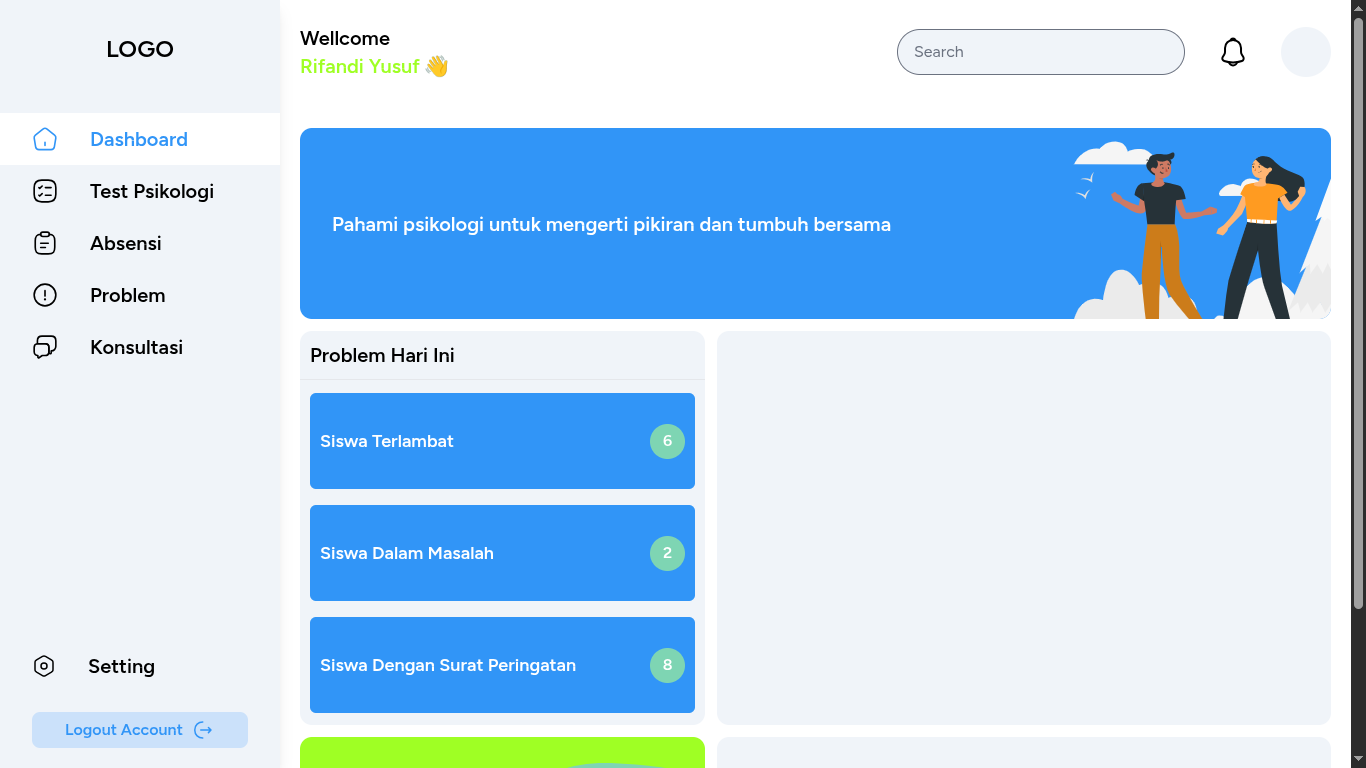 LOGO
Dashboard
Test Psikologi
Absensi
Problem
Konsultasi
Setting
Logout Account
Wellcome
Rifandi Yusuf 👋
Search
Pahami psikologi untuk mengerti pikiran dan tumbuh bersama
Problem Hari Ini
Siswa Terlambat 6
Siswa Dalam Masalah 2
Siswa Dengan Surat Peringatan 8